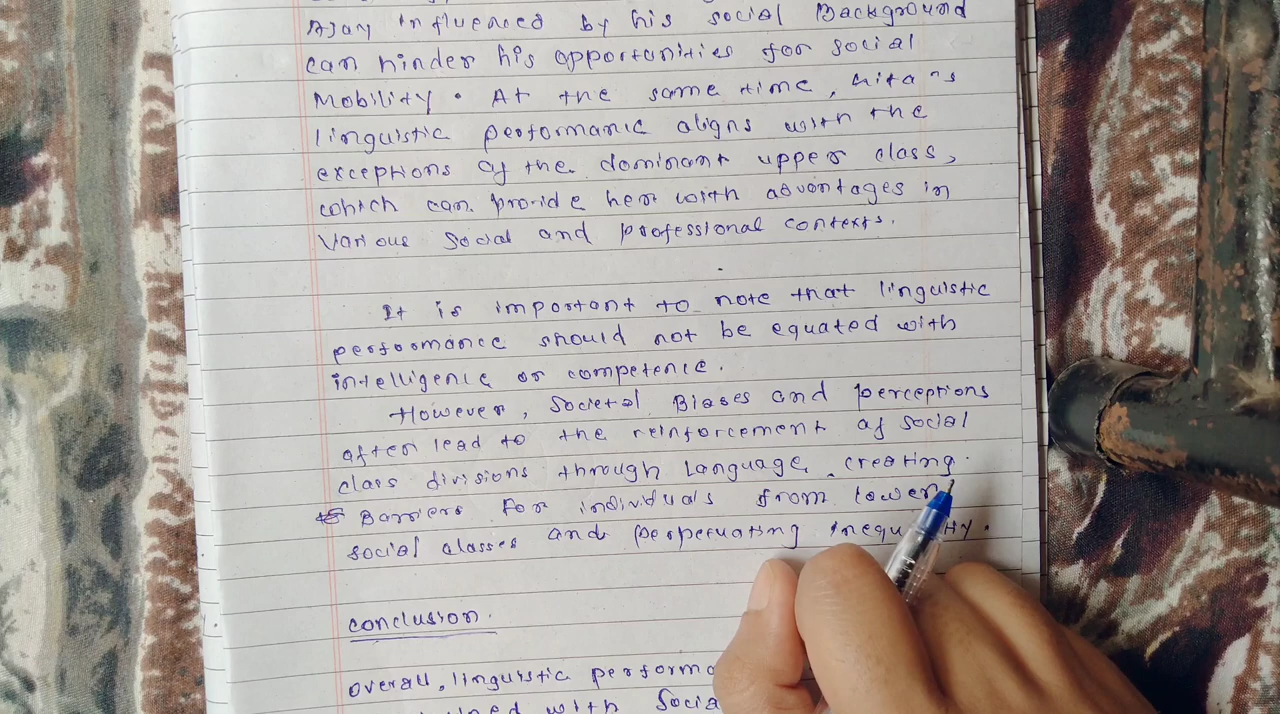 Ajay influenced by his social Background
can hinder his opportunities for social
Mobility. At the same time, 
linguistic performance aligns with the
exceptions of the dominant upper class,
which can provide her with advantages in
various social and professional contexts.
It is important to note that linguistic
performance should not be equated with
intelligence or competence.
However, societal Biases and perceptions
often lead to the reinforcement of social
class divisions through language, creating
Barriers For individuals from lower
social classes and perpetuating
conclusion.
overall, linguistic
with